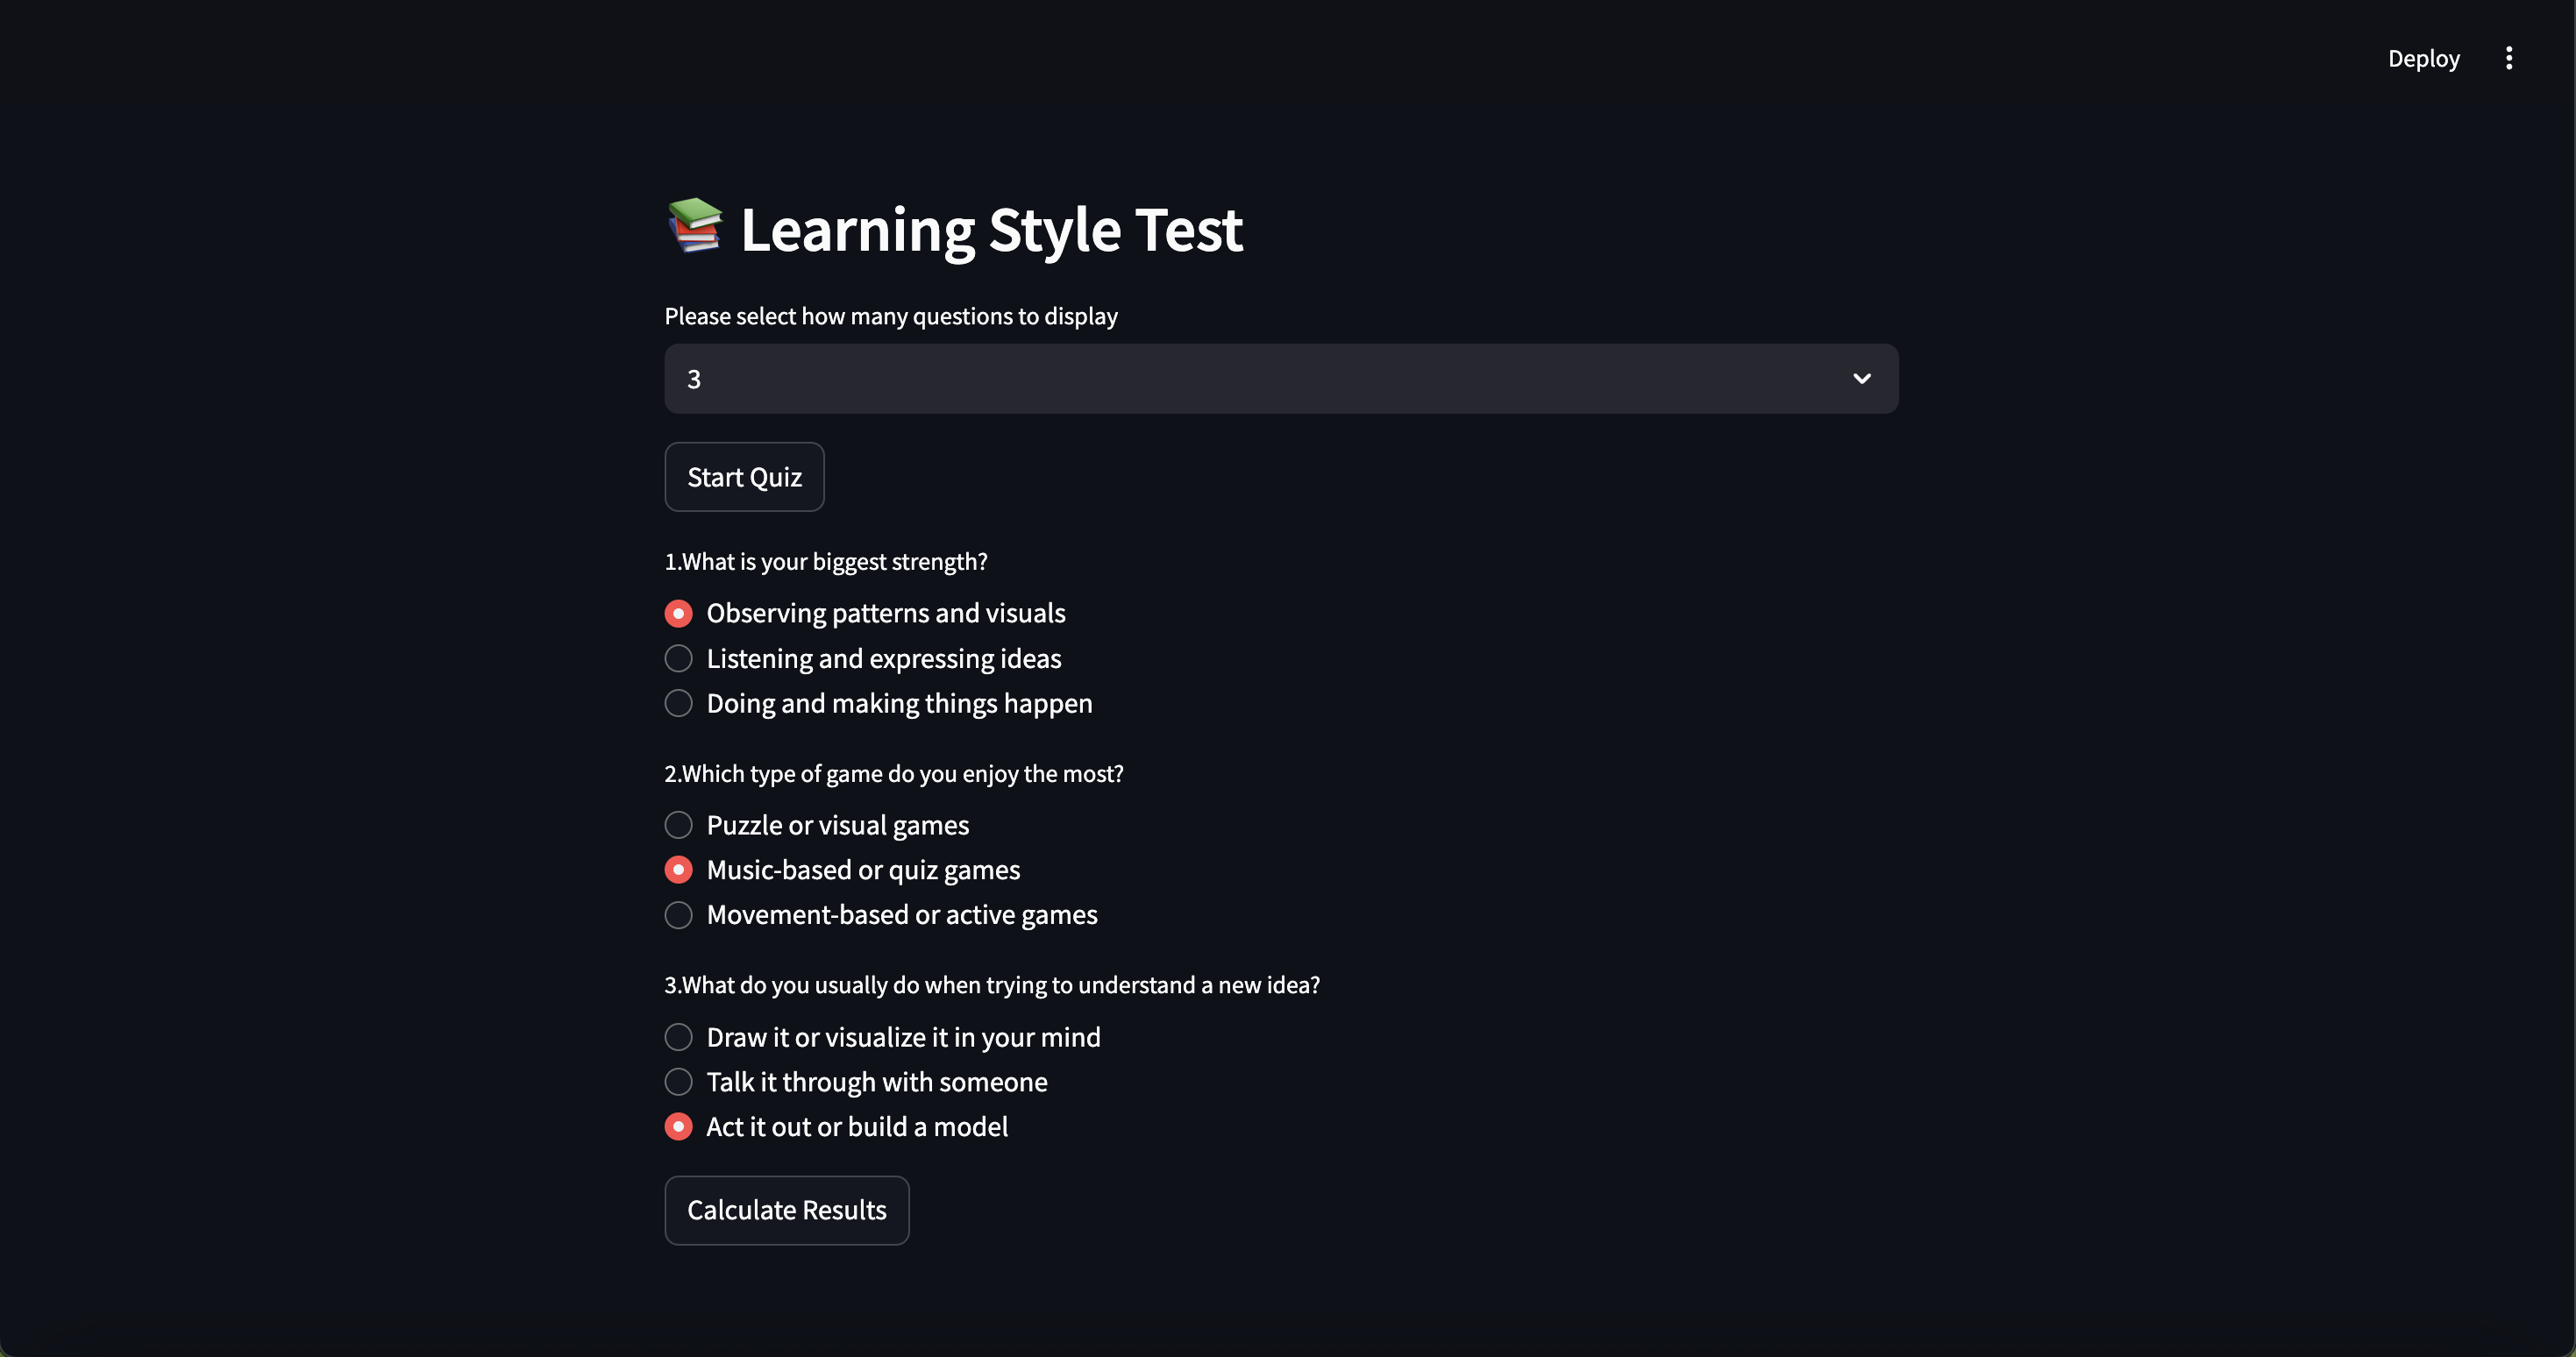 Deploy
📚 Learning Style Test
Please select how many questions to display
3
Start Quiz
1.What is your biggest strength?
Observing patterns and visuals
Listening and expressing ideas
Doing and making things happen
2.Which type of game do you enjoy the most?
Puzzle or visual games
Music-based or quiz games
Movement-based or active games
3.What do you usually do when trying to understand a new idea?
Draw it or visualize it in your mind
Talk it through with someone
Act it out or build a model
Calculate Results